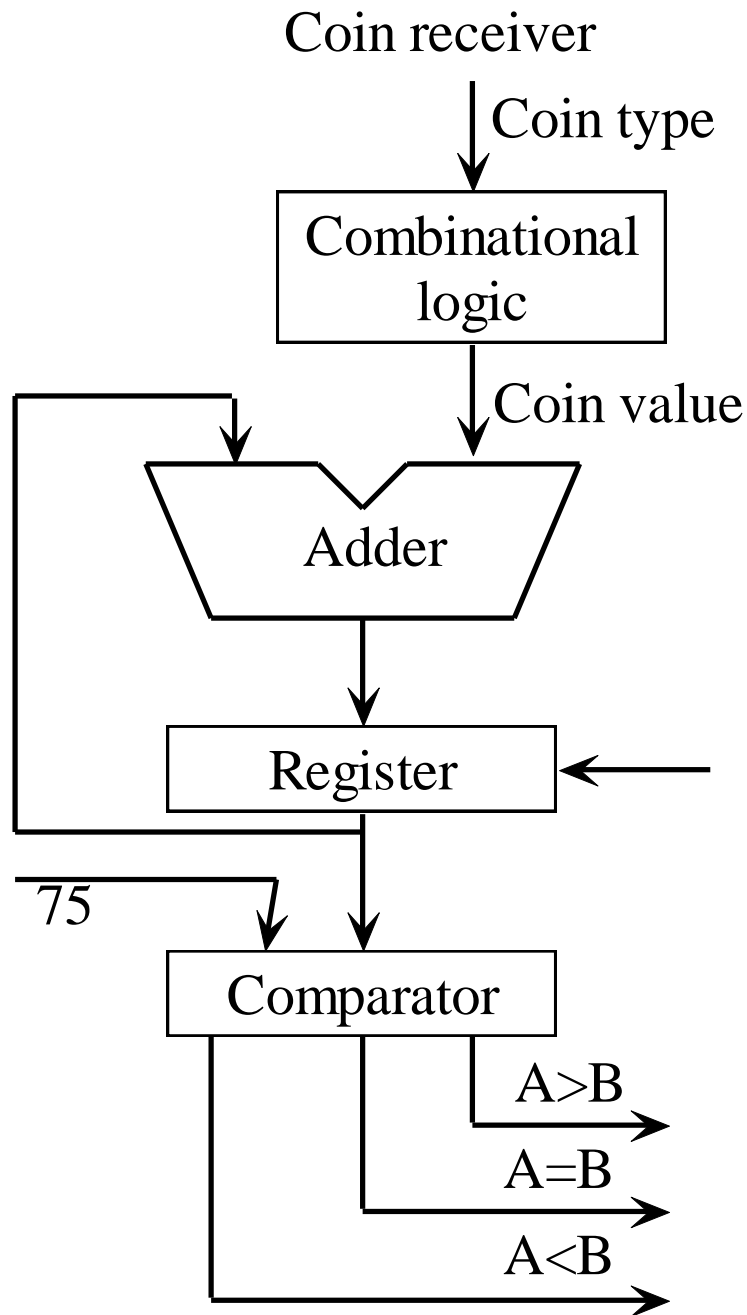 Coin receiver
Coin type
Combinational
logic
Coin value
Adder
Register
75
Comparator
A>B
A=B
A<B